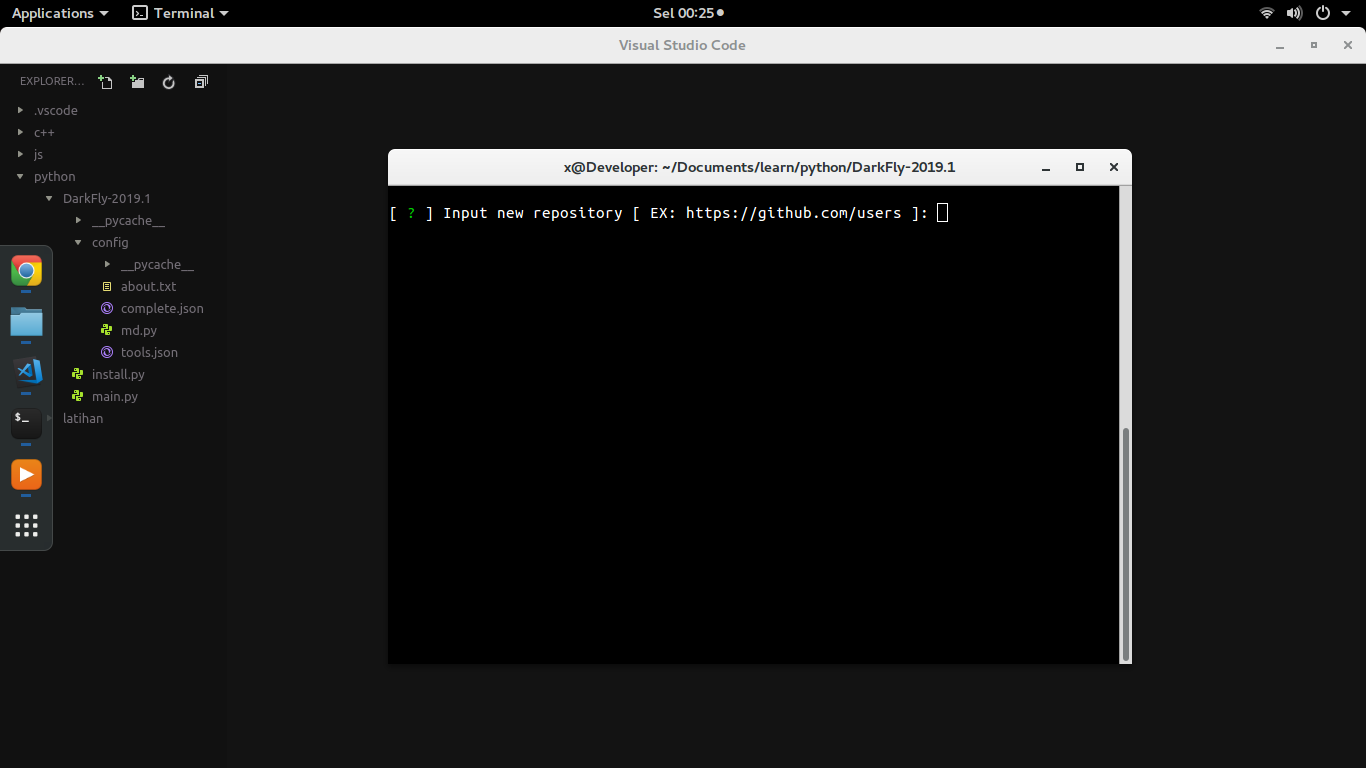 Applications
Terminal
Sel 00:25
Visual Studio Code
EXPLORER...
.vscode
c++
js
python
DarkFly-2019.1
__pycache__
config
__pycache__
about.txt
complete.json
md.py
tools.json
install.py
main.py
latihan
$_
x@Developer: ~/Documents/learn/python/DarkFly-2019.1
[ ? ] Input new repository [ EX: https://github.com/users ]: